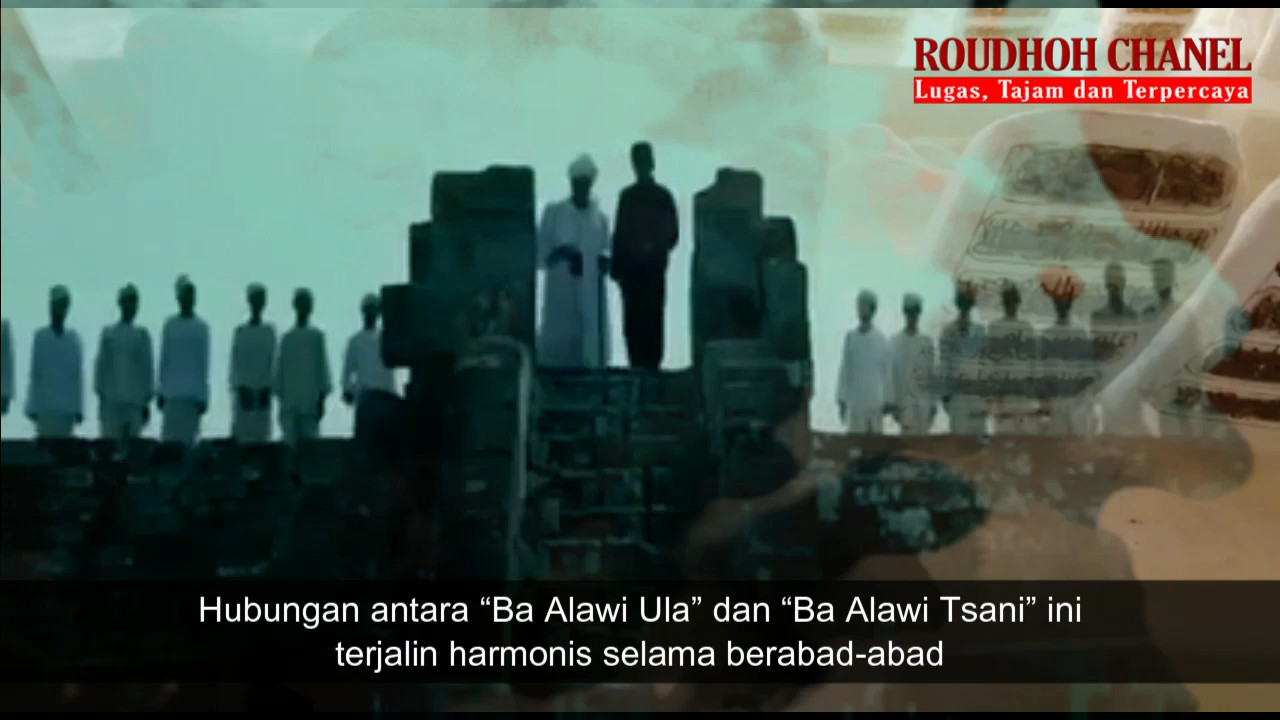 ROUDHOH CHANEL
Lugas, Tajam dan Terpercaya
Hubungan antara “Ba Alawi Ula” dan “Ba Alawi Tsani” ini
terjalin harmonis selama berabad-abad